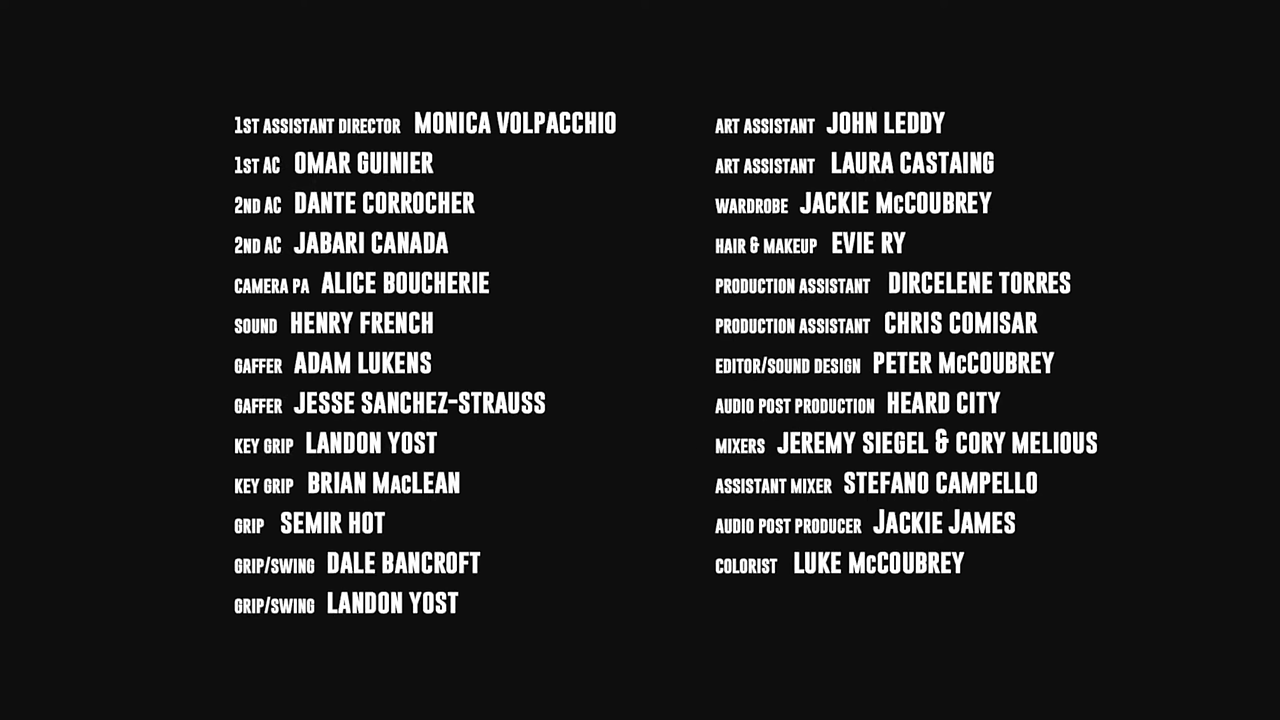 1ST ASSISTANT DIRECTOR MONICA VOLPACCHIO
1ST AC OMAR GUINIER
2ND AC DANTE CORROCHER
2ND AC JABARI CANADA
CAMERA PA ALICE BOUCHERIE
SOUND HENRY FRENCH
GAFFER ADAM LUKENS
GAFFER JESSE SANCHEZ-STRAUSS
KEY GRIP LANDON YOST
KEY GRIP BRIAN MACLEAN
GRIP SEMIR HOT
GRIP/SWING DALE BANCROFT
GRIP/SWING LANDON YOST
ART ASSISTANT JOHN LEDDY
ART ASSISTANT LAURA CASTAING
WARDROBE JACKIE McCOUBREY
HAIR & MAKEUP EVIE RY
PRODUCTION ASSISTANT DIRCELENE TORRES
PRODUCTION ASSISTANT CHRIS COMISAR
EDITOR/SOUND DESIGN PETER McCOUBREY
AUDIO POST PRODUCTION HEARD CITY
MIXERS JEREMY SIEGEL & CORY MELIOUS
ASSISTANT MIXER STEFANO CAMPELLO
AUDIO POST PRODUCER JACKIE JAMES
COLORIST LUKE McCOUBREY